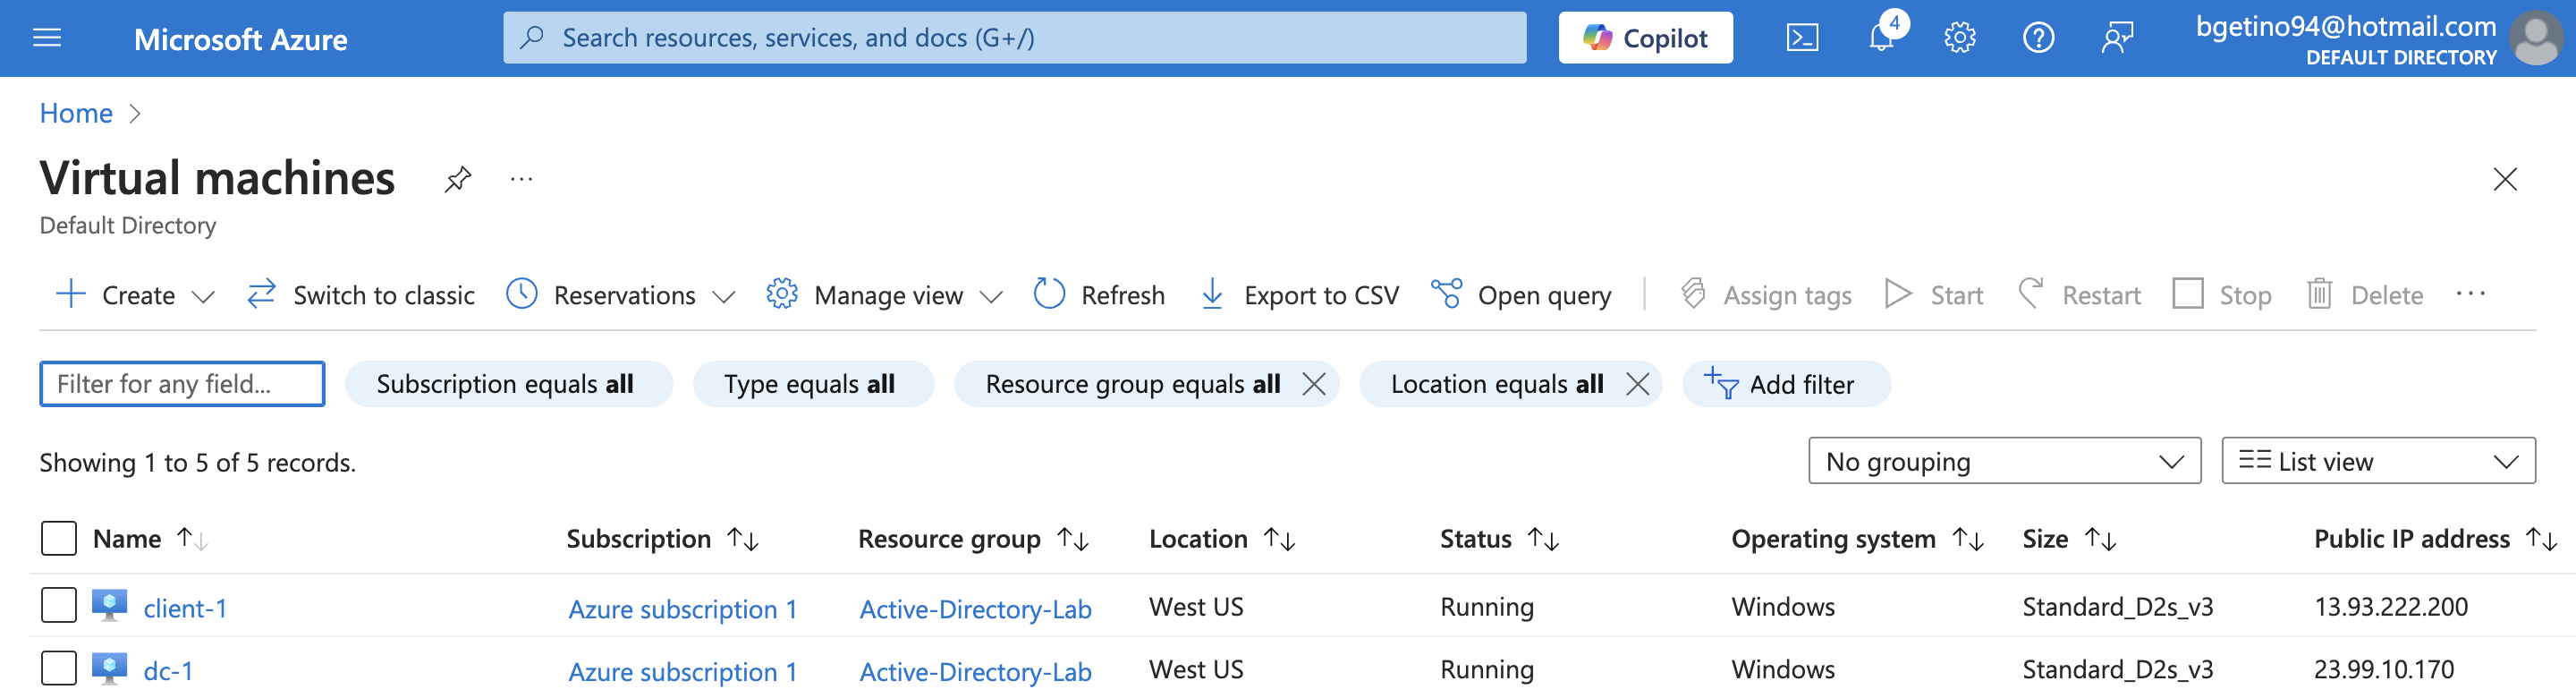 Microsoft Azure
Search resources, services, and docs (G+/)
Copilot
4
bgetino94@hotmail.com
DEFAULT DIRECTORY
Home
Virtual machines
Default Directory
Create
Switch to classic
Reservations
Manage view
Refresh
Export to CSV
Open query
Assign tags
Start
Restart
Stop
Delete
Filter for any field...
Subscription equals all
Type equals all
Resource group equals all
Location equals all
Add filter
Showing 1 to 5 of 5 records.
No grouping
List view
Name Subscription Resource group Location Status Operating system Size Public IP address
client-1 Azure subscription 1 Active-Directory-Lab West US Running Windows Standard_D2s_v3 13.93.222.200
dc-1 Azure subscription 1 Active-Directory-Lab West US Running Windows Standard_D2s_v3 23.99.10.170